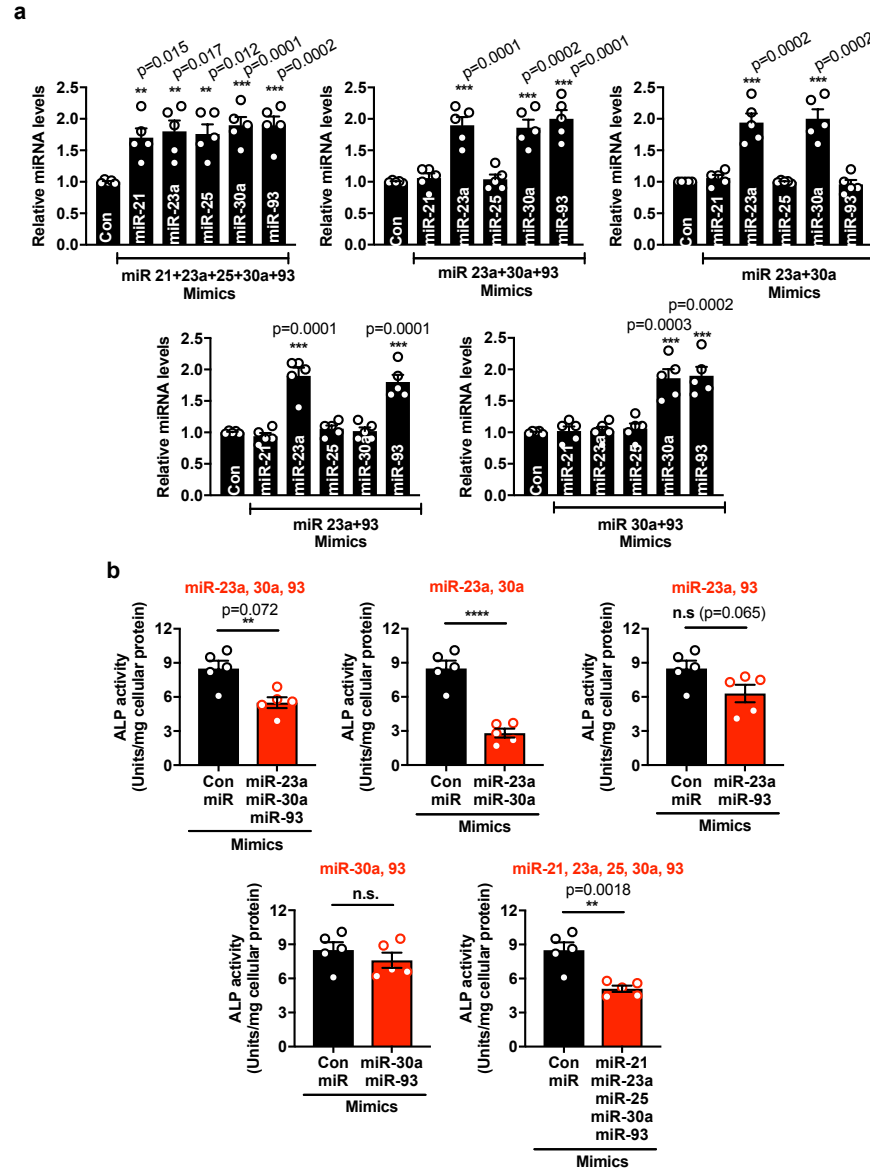 a
p=0.015
p=0.017
p=0.012
p=0.0001
p=0.0002
** ** ** *** ***
Relative miRNA levels
2.5
2.0
1.5
1.0
0.5
0.0
Con
miR-21
miR-23a
miR-25
miR-30a
miR-93
miR 21+23a+25+30a+93
Mimics
p=0.0001
p=0.0002
p=0.0001
*** *** ***
Relative miRNA levels
2.5
2.0
1.5
1.0
0.5
0.0
Con
miR-21
miR-23a
miR-25
miR-30a
miR-93
miR 23a+30a+93
Mimics
p=0.0002
p=0.0002
*** ***
Relative miRNA levels
2.5
2.0
1.5
1.0
0.5
0.0
Con
miR-21
miR-23a
miR-25
miR-30a
miR-93
miR 23a+30a
Mimics
p=0.0001 p=0.0001
*** ***
Relative miRNA levels
2.5
2.0
1.5
1.0
0.5
0.0
Con
miR-21
miR-23a
miR-25
miR-30a
miR-93
miR 23a+93
Mimics
p=0.0002
p=0.0003
*** ***
Relative miRNA levels
2.5
2.0
1.5
1.0
0.5
0.0
Con
miR-21
miR-23a
miR-25
miR-30a
miR-93
miR 30a+93
Mimics
b
miR-23a, 30a, 93
p=0.072
**
ALP activity
(Units/mg cellular protein)
12
9
6
3
0
Con miR-23a
miR miR-30a
miR-93
Mimics
miR-23a, 30a
****
ALP activity
(Units/mg cellular protein)
12
9
6
3
0
Con miR-23a
miR miR-30a
Mimics
miR-23a, 93
n.s (p=0.065)
ALP activity
(Units/mg cellular protein)
12
9
6
3
0
Con miR-23a
miR miR-93
Mimics
miR-30a, 93
n.s.
ALP activity
(Units/mg cellular protein)
12
9
6
3
0
Con miR-30a
miR miR-93
Mimics
miR-21, 23a, 25, 30a, 93
p=0.0018
**
ALP activity
(Units/mg cellular protein)
12
9
6
3
0
Con miR-21
miR miR-23a
miR-25
miR-30a
miR-93
Mimics